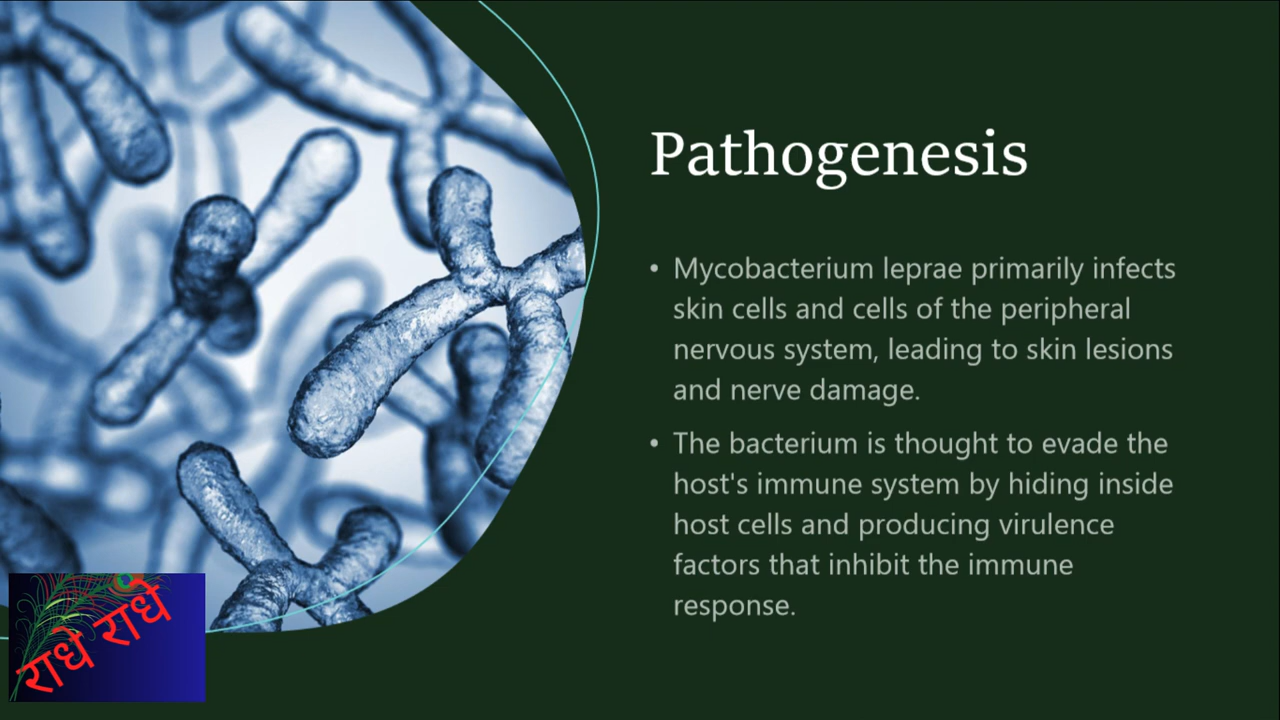 Pathogenesis
• Mycobacterium leprae primarily infects
skin cells and cells of the peripheral
nervous system, leading to skin lesions
and nerve damage.
• The bacterium is thought to evade the
host's immune system by hiding inside
host cells and producing virulence
factors that inhibit the immune
response.
राधे राधे